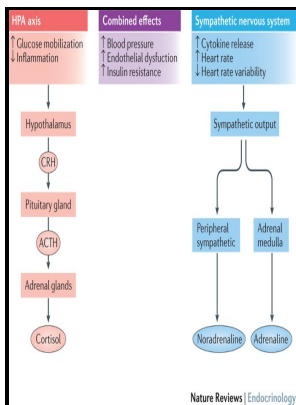 HPA axis
↑ Glucose mobilization
↓ Inflammation
Combined effects
↑ Blood pressure
↑ Endothelial dysfunction
↑ Insulin resistance
Sympathetic nervous system
↑ Cytokine release
↑ Heart rate
↓ Heart rate variability
Hypothalamus
CRH
Pituitary gland
ACTH
Adrenal glands
Cortisol
Sympathetic output
Peripheral
sympathetic
Adrenal
medulla
Noradrenaline
Adrenaline
Nature Reviews | Endocrinology